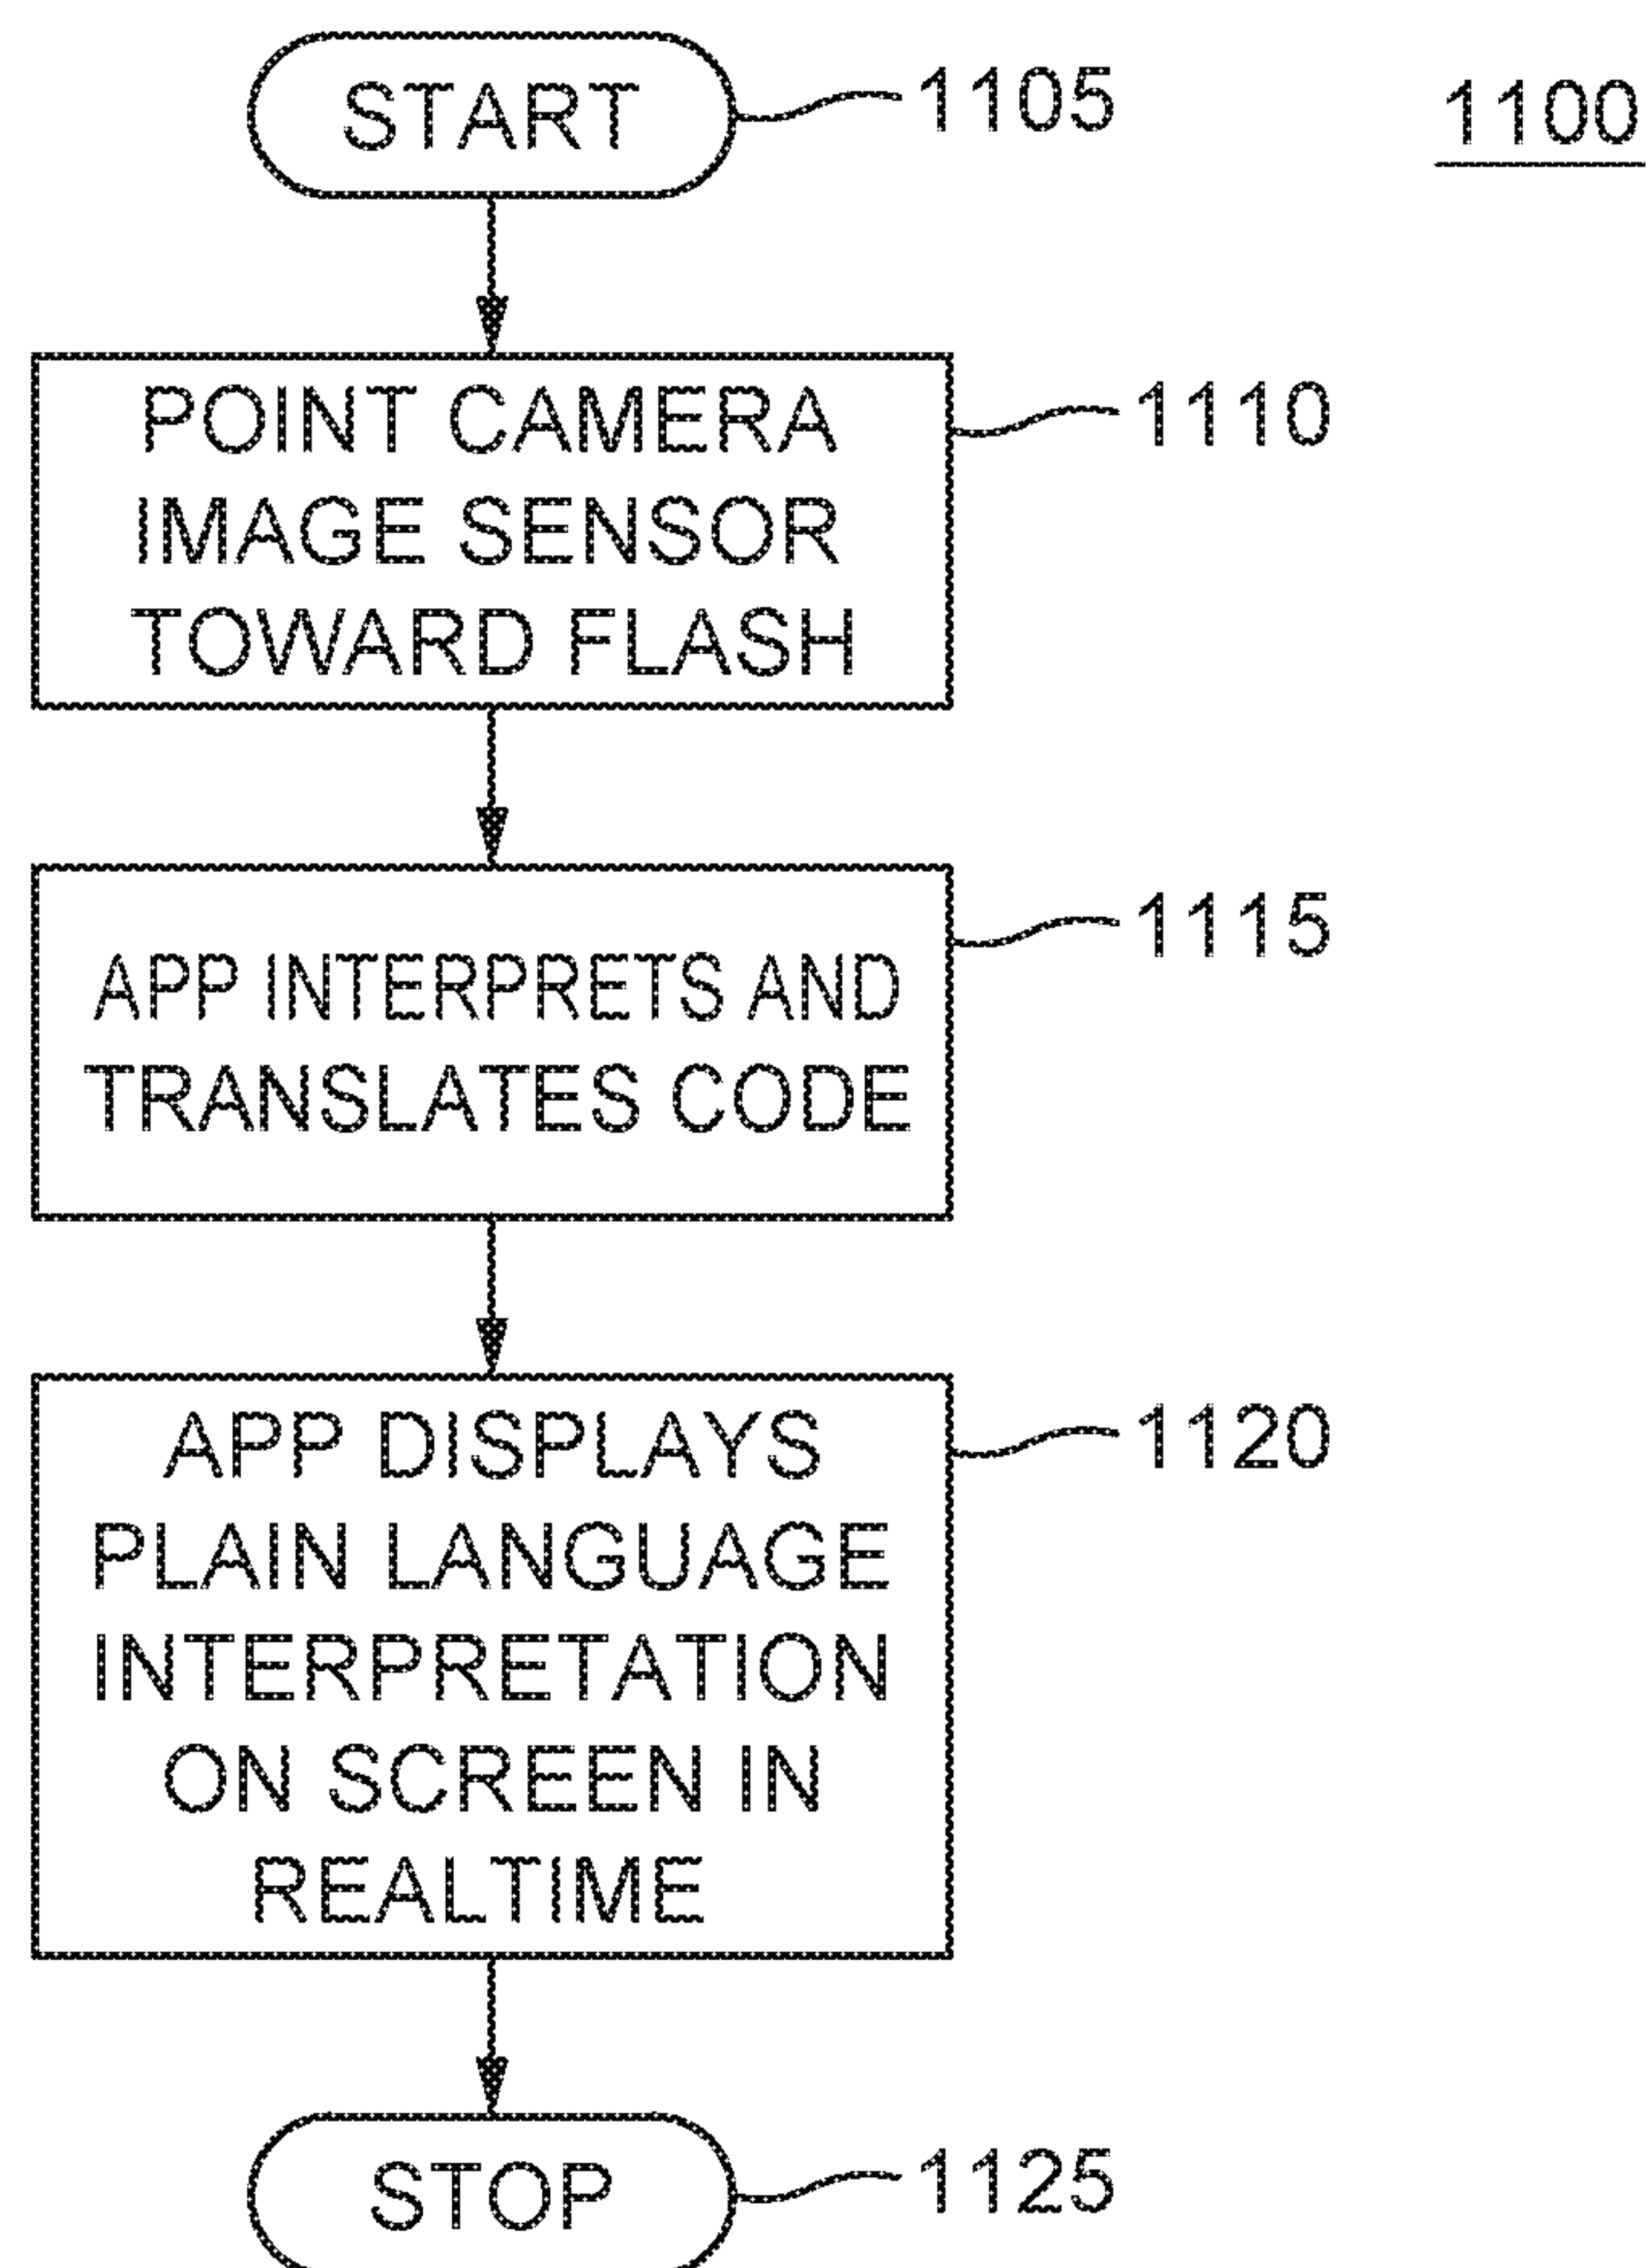 START
1105
1100
POINT CAMERA
IMAGE SENSOR
TOWARD FLASH
1110
APP INTERPRETS AND
TRANSLATES CODE
1115
APP DISPLAYS
PLAIN LANGUAGE
INTERPRETATION
ON SCREEN IN
REALTIME
1120
STOP
1125